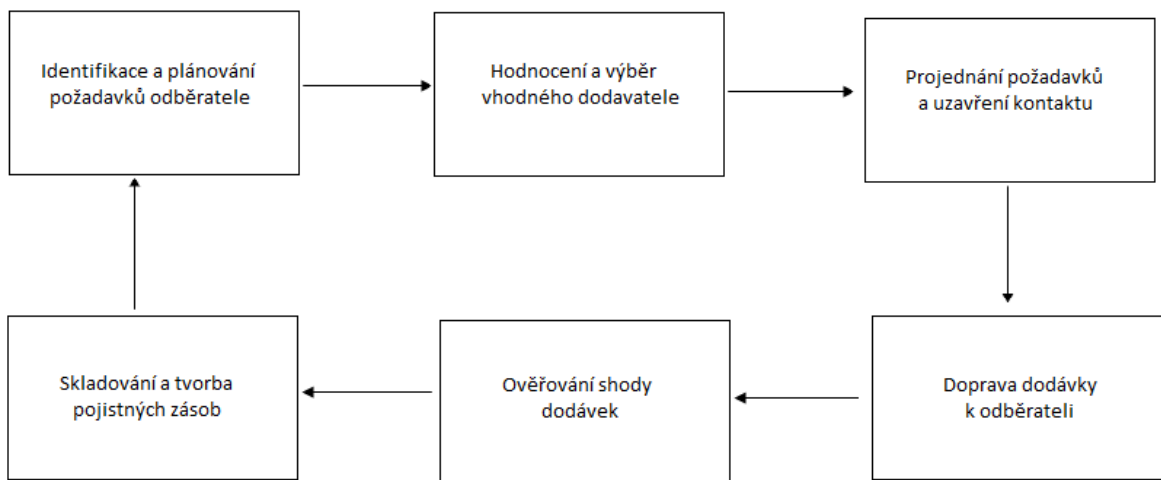 Identifikace a plánování
požadavků odběratele
Hodnocení a výběr
vhodného dodavatele
Projednání požadavků
a uzavření kontaktu
Skladování a tvorba
pojistných zásob
Ověřování shody
dodávek
Doprava dodávky
k odběrateli